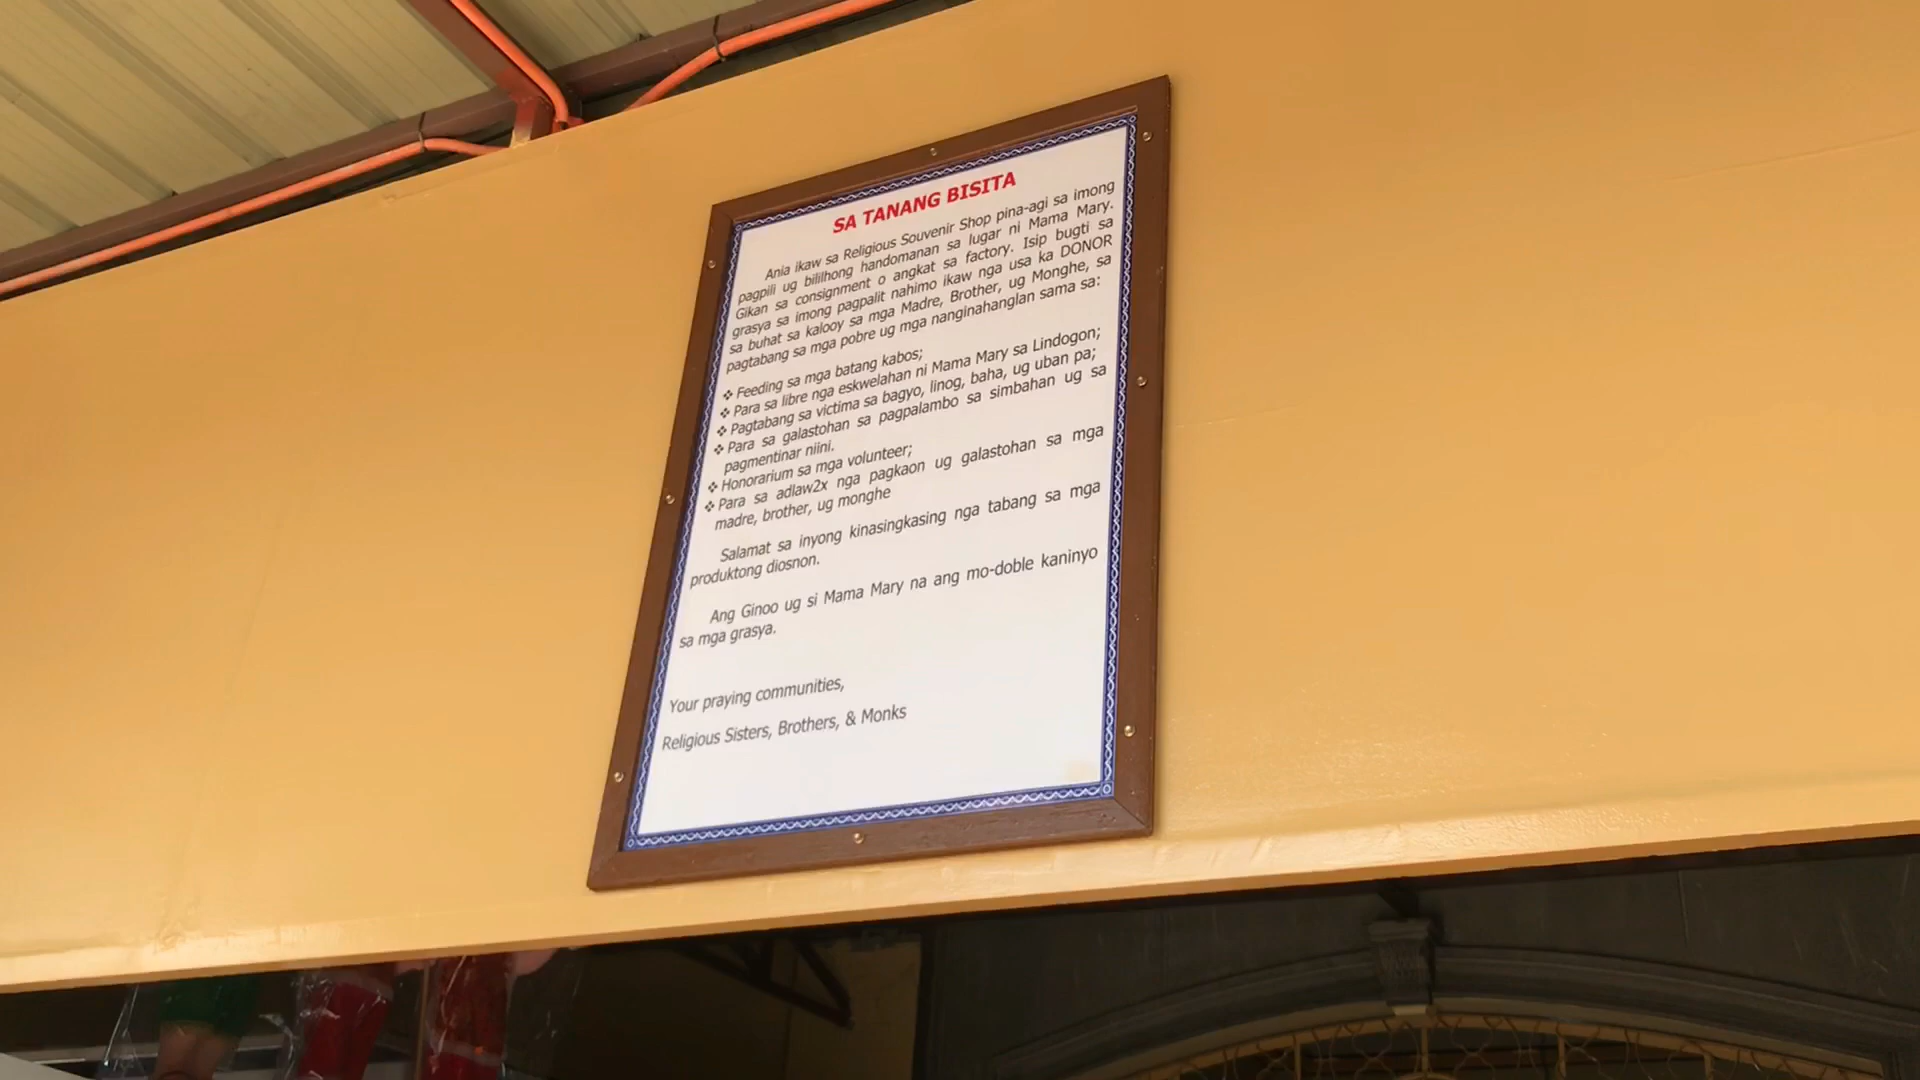 SA TANANG BISITA
Ania ikaw sa Religious Souvenir Shop pina-agi sa imong
pagpili ug bililhong handomanan sa lugar ni Mama Mary.
Gikan sa consignment o angkat sa factory. Isip bugti sa
grasya sa imong pagpalit nahimo ikaw nga usa ka DONOR
sa buhat sa kalooy sa mga Madre, Brother, ug Monghe, sa
pagtabang sa mga pobre ug mga nanginahanglan sama sa:
❖ Feeding sa mga batang kabos;
❖ Para sa libre nga eskwelahan ni Mama Mary sa Lindogon;
❖ Pagtabang sa victima sa bagyo, linog, baha, ug uban pa;
❖ Para sa galastohan sa pagpalambo sa simbahan ug sa
pagmentinar niini.
❖ Honorarium sa mga volunteer;
❖ Para sa adlaw2x nga pagkaon ug galastohan sa mga
madre, brother, ug monghe
Salamat sa inyong kinasingkasing nga tabang sa mga
produktong diosnon.
Ang Ginoo ug si Mama Mary na ang mo-doble kaninyo
sa mga grasya.
Your praying communities,
Religious Sisters, Brothers, & Monks